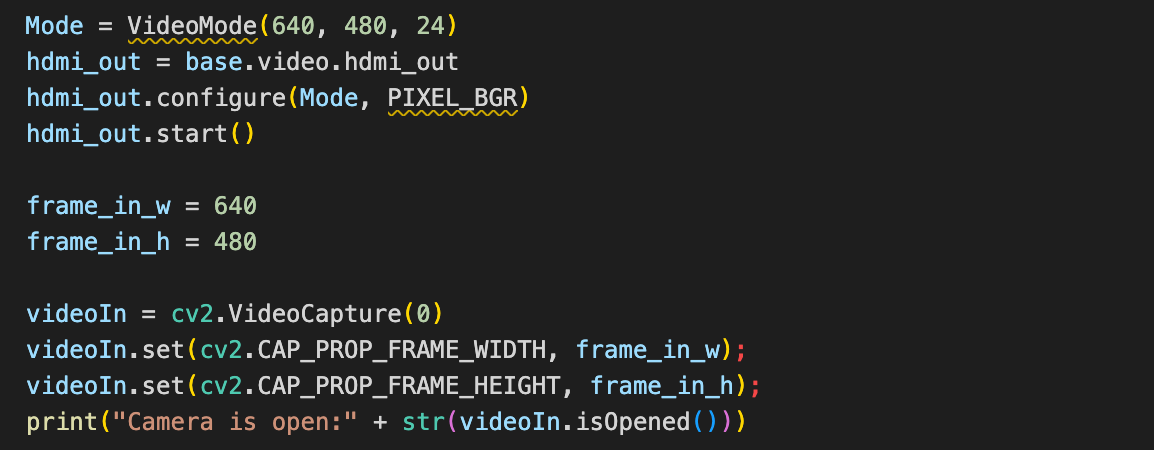 Mode = VideoMode(640, 480, 24)
hdmi_out = base.video.hdmi_out
hdmi_out.configure(Mode, PIXEL_BGR)
hdmi_out.start()
frame_in_w = 640
frame_in_h = 480
videoIn = cv2.VideoCapture(0)
videoIn.set(cv2.CAP_PROP_FRAME_WIDTH, frame_in_w);
videoIn.set(cv2.CAP_PROP_FRAME_HEIGHT, frame_in_h);
print("Camera is open:" + str(videoIn.isOpened()))